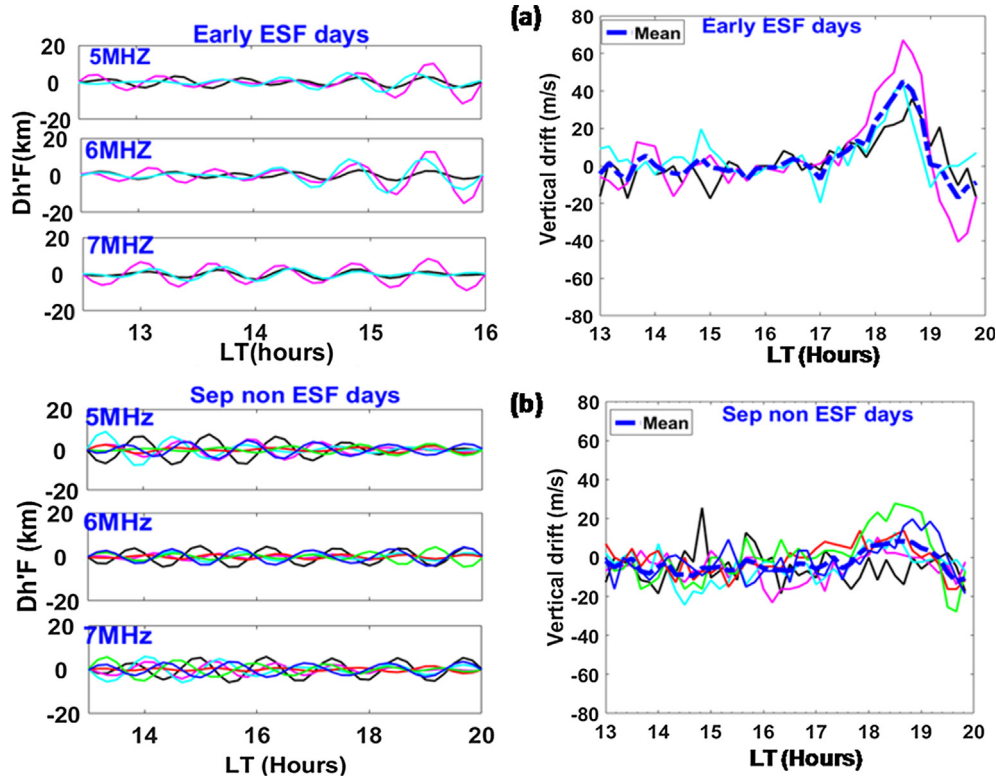 Early ESF days
20
5MHZ
0
-20
20
6MHZ
0
-20
20
7MHZ
0
-20
Dh'F(km)
13 14 15 16
LT(hours)
(a)
Early ESF days
Mean
80
60
40
20
0
-20
-40
-60
-80
Vertical drift (m/s)
13 14 15 16 17 18 19 20
LT (Hours)
Sep non ESF days
20
5MHz
0
-20
20
6MHz
0
-20
20
7MHz
0
-20
Dh'F (km)
14 15 16 17 18 19 20
LT (Hours)
(b)
Sep non ESF days
Mean
80
60
40
20
0
-20
-40
-60
-80
Vertical drift (m/s)
13 14 15 16 17 18 19 20
LT (Hours)